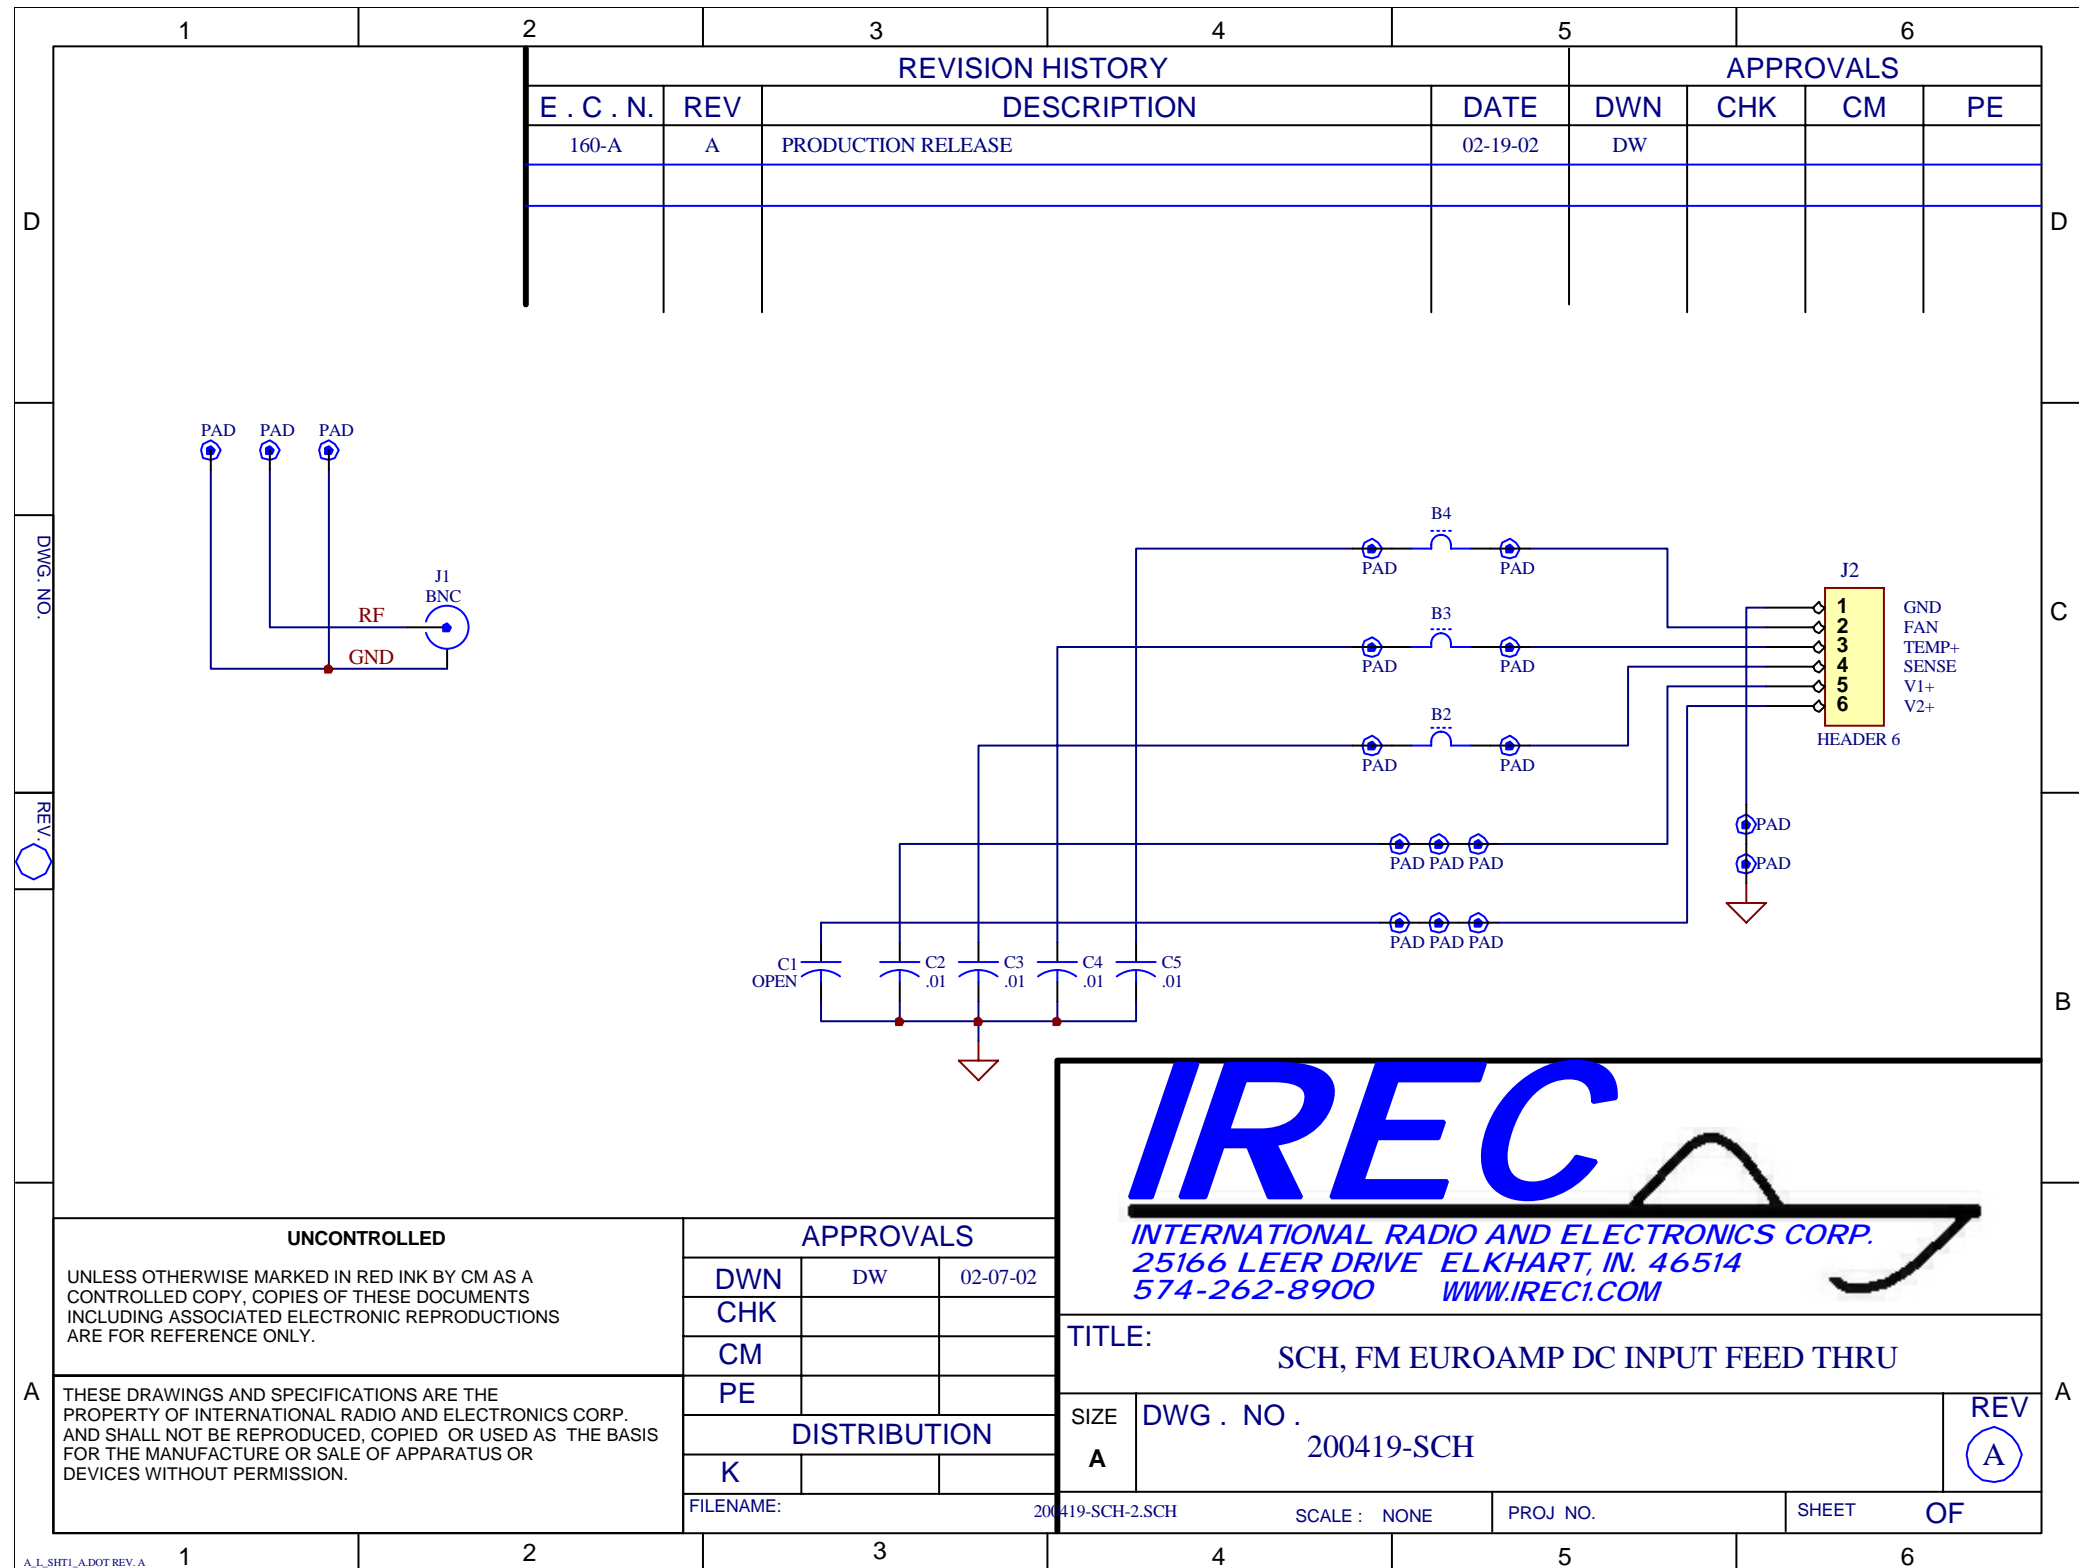 1 2 3 4 5 6
REVISION HISTORY APPROVALS
E . C . N. REV DESCRIPTION DATE DWN CHK CM PE
160-A A PRODUCTION RELEASE 02-19-02 DW
D D
PAD PAD PAD
DWG. NO.
J1
BNC
RF
GND
B4
PAD PAD
B3
PAD PAD
B2
PAD PAD
PAD PAD PAD
PAD PAD PAD
J2
1 GND
2 FAN
3 TEMP+
4 SENSE
5 V1+
6 V2+
HEADER 6
C
PAD
PAD
REV.
C1
OPEN
C2
.01
C3
.01
C4
.01
C5
.01
B
IREC
INTERNATIONAL RADIO AND ELECTRONICS CORP.
25166 LEER DRIVE ELKHART, IN. 46514
574-262-8900 WWW.IREC1.COM
UNCONTROLLED
UNLESS OTHERWISE MARKED IN RED INK BY CM AS A
CONTROLLED COPY, COPIES OF THESE DOCUMENTS
INCLUDING ASSOCIATED ELECTRONIC REPRODUCTIONS
ARE FOR REFERENCE ONLY.
THESE DRAWINGS AND SPECIFICATIONS ARE THE
PROPERTY OF INTERNATIONAL RADIO AND ELECTRONICS CORP.
AND SHALL NOT BE REPRODUCED, COPIED OR USED AS THE BASIS
FOR THE MANUFACTURE OR SALE OF APPARATUS OR
DEVICES WITHOUT PERMISSION.
APPROVALS
DWN DW 02-07-02
CHK
CM
PE
DISTRIBUTION
K
FILENAME: 200419-SCH-2.SCH
TITLE:
SCH, FM EUROAMP DC INPUT FEED THRU
SIZE
A
DWG . NO .
200419-SCH
REV
A
SCALE : NONE PROJ NO. SHEET OF
A A
A_L_SHT1_A.DOT REV. A
1 2 3 4 5 6